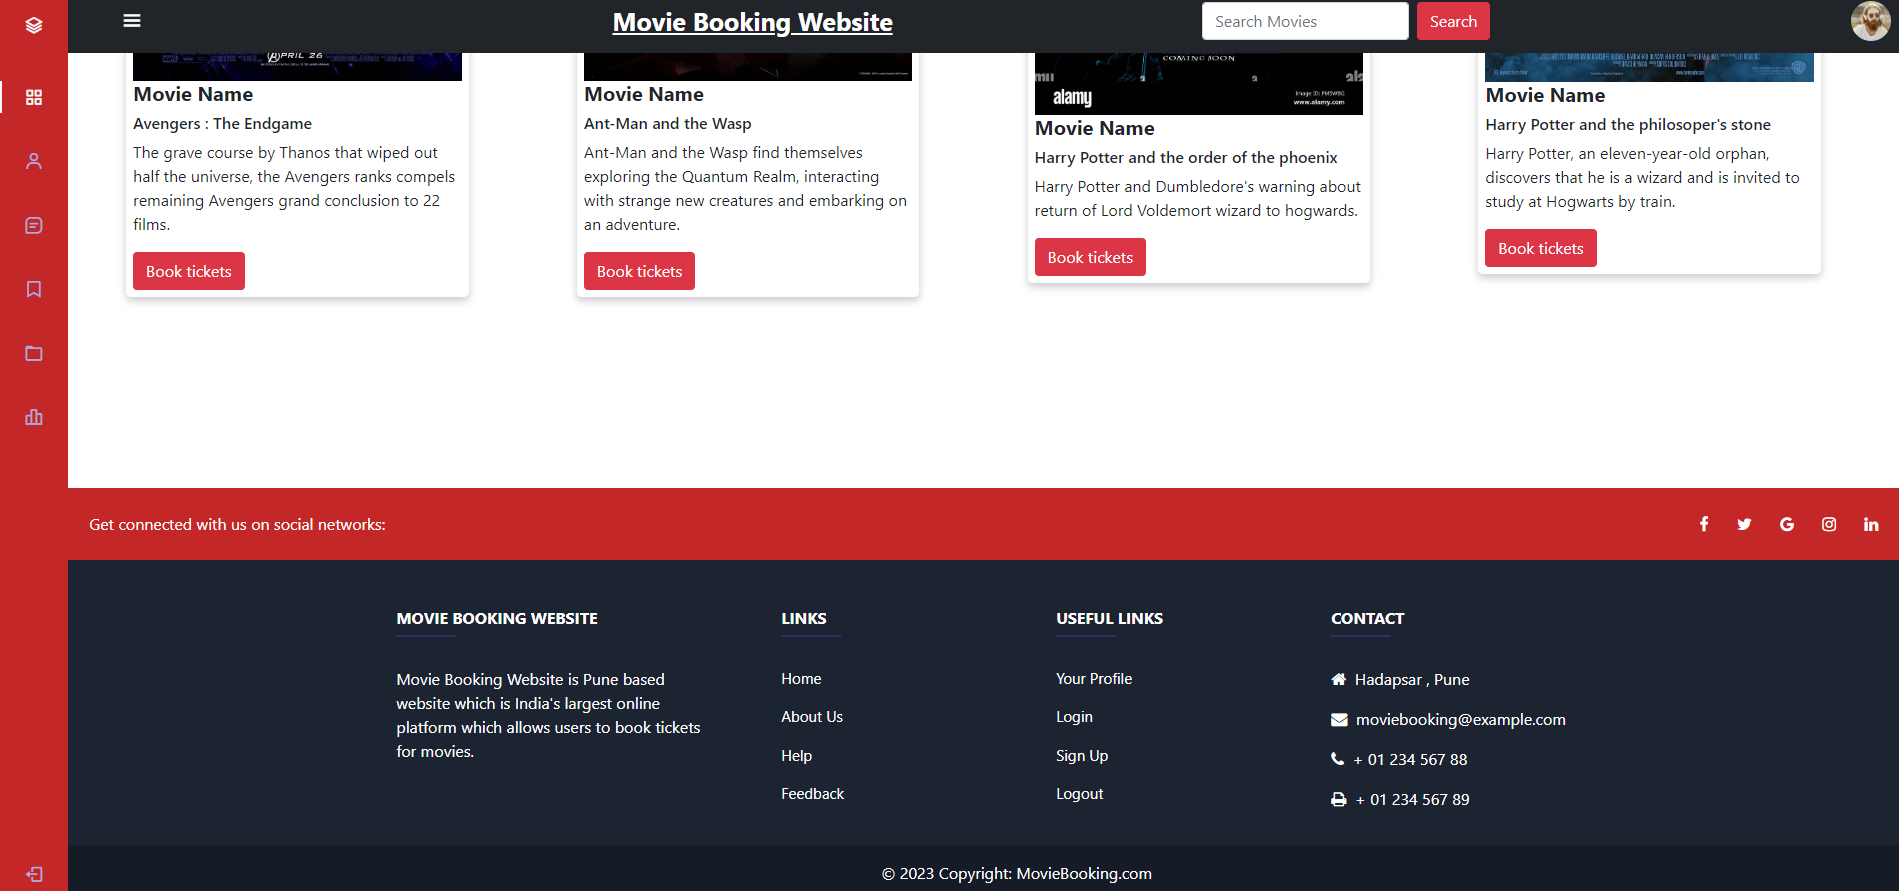 Movie Booking Website
Search Movies
Search
APRIL 26
Movie Name
Avengers : The Endgame
The grave course by Thanos that wiped out
half the universe, the Avengers ranks compels
remaining Avengers grand conclusion to 22
films.
Book tickets
Movie Name
Ant-Man and the Wasp
Ant-Man and the Wasp find themselves
exploring the Quantum Realm, interacting
with strange new creatures and embarking on
an adventure.
Book tickets
COMING SOON
alamy
Image ID: PM5WBG
www.alamy.com
Movie Name
Harry Potter and the order of the phoenix
Harry Potter and Dumbledore's warning about
return of Lord Voldemort wizard to hogwards.
Book tickets
Movie Name
Harry Potter and the philosoper's stone
Harry Potter, an eleven-year-old orphan,
discovers that he is a wizard and is invited to
study at Hogwarts by train.
Book tickets
Get connected with us on social networks:
MOVIE BOOKING WEBSITE
Movie Booking Website is Pune based
website which is India's largest online
platform which allows users to book tickets
for movies.
LINKS
Home
About Us
Help
Feedback
USEFUL LINKS
Your Profile
Login
Sign Up
Logout
CONTACT
Hadapsar , Pune
moviebooking@example.com
+ 01 234 567 88
+ 01 234 567 89
© 2023 Copyright: MovieBooking.com